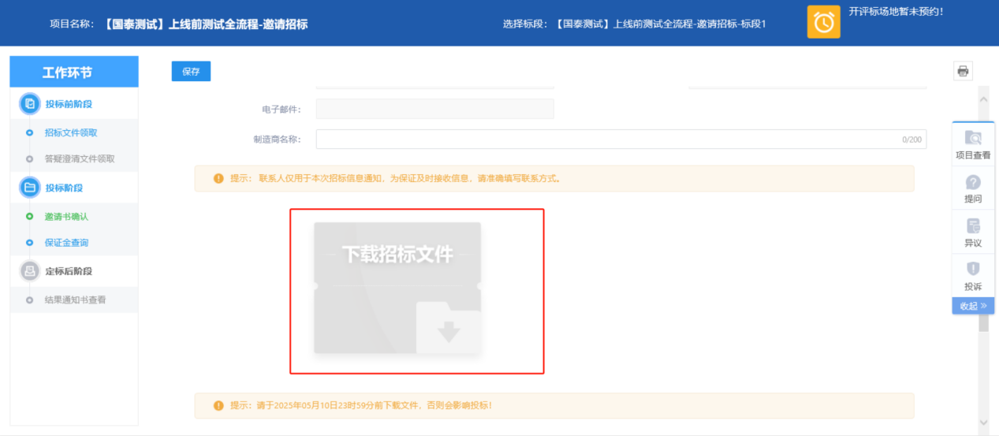 项目名称： 【国泰测试】上线前测试全流程-邀请招标
选择标段： 【国泰测试】上线前测试全流程-邀请招标-标段1
开评标场地暂未预约！
工作环节
投标前阶段
招标文件领取
答疑澄清文件领取
投标阶段
邀请书确认
保证金查询
定标后阶段
结果通知书查看
保存
电子邮件：
制造商名称：
0/200
提示： 联系人仅用于本次招标信息通知，为保证及时接收信息，请准确填写联系方式。
下载招标文件
提示：请于2025年05月10日23时59分前下载文件，否则会影响投标！
项目查看
提问
异议
投诉
收起